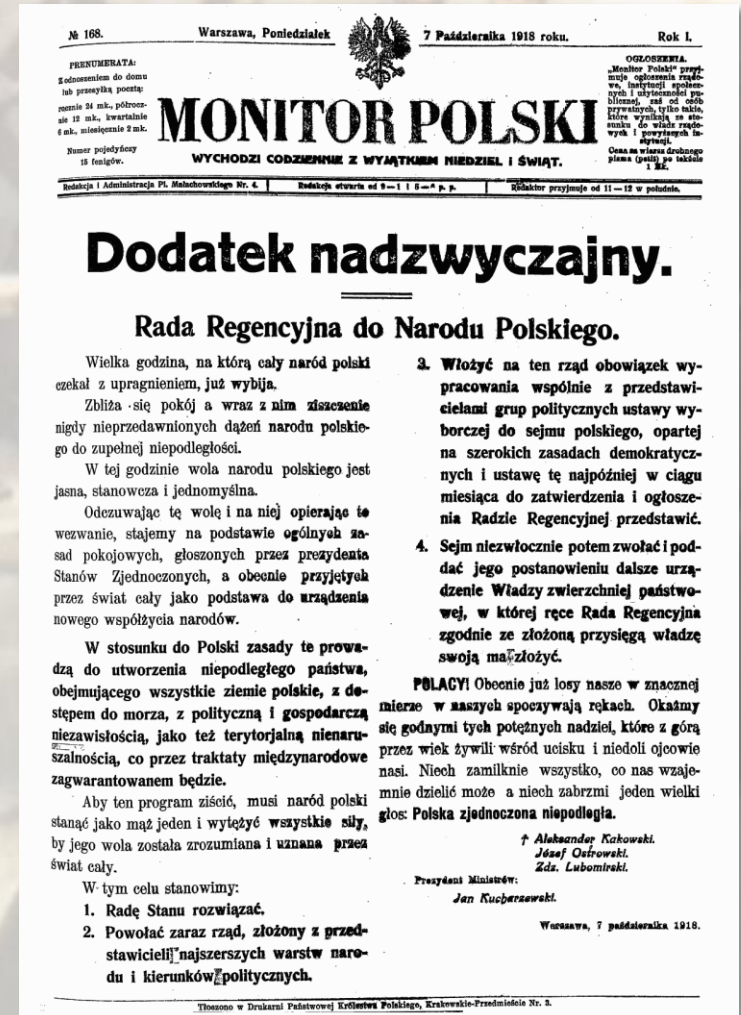 № 168.
Warszawa, Poniedziałek
7 Października 1918 roku.
Rok I.
PRENUMERATA:
Z odnoszeniem do domu
lub przesyłką pocztą:
rocznie 24 mk., półrocz-
nie 12 mk., kwartalnie
6 mk., miesięcznie 2 mk.
Numer pojedyńczy
15 fenigów.
MONITOR POLSKI
WYCHODZI CODZIENNIE Z WYJĄTKIEM NIEDZIEL i ŚWIĄT.
OGŁOSZENIA.
„Monitor Polski" przyj-
muje ogłoszenia rządo-
we, instytucji społecz-
nych i użyteczności pu-
blicznej, zaś od osób
prywatnych, tylko takie,
które wynikają ze sto-
sunku do władz rządo-
wych i powyższych in-
stytucji.
Cena za wiersz drobnego
pisma (petit) po tekście
1 Mk.
Redakcja i Administracja Pl. Małachowskiego Nr. 4.
Redakcja otwarta od 9—1 i 5— p. p.
Redaktor przyjmuje od 11—12 w południe.
Dodatek nadzwyczajny.
Rada Regencyjna do Narodu Polskiego.
Wielka godzina, na którą cały naród polski
czekał z upragnieniem, już wybija.
Zbliża się pokój a wraz z nim ziszczenie
nigdy nieprzedawnionych dążeń narodu polskie-
go do zupełnej niepodległości.
W tej godzinie wola narodu polskiego jest
jasna, stanowcza i jednomyślna.
Odczuwając tę wolę i na niej opierając to
wezwanie, stajemy na podstawie ogólnych za-
sad pokojowych, głoszonych przez prezydenta
Stanów Zjednoczonych, a obecnie przyjętych
przez świat cały jako podstawa do urządzenia
nowego współżycia narodów.
W stosunku do Polski zasady te prowa-
dzą do utworzenia niepodległego państwa,
obejmującego wszystkie ziemie polskie, z do-
stępem do morza, z polityczną i gospodarczą
niezawisłością, jako też terytorjalną nienaru-
szalnością, co przez traktaty międzynarodowe
zagwarantowanem będzie.
Aby ten program ziścić, musi naród polski
stanąć jako mąż jeden i wytężyć wszystkie siły,
by jego wola została zrozumiana i uznana przez
świat cały.
W tym celu stanowimy:
1. Radę Stanu rozwiązać.
2. Powołać zaraz rząd, złożony z przed-
stawicieli najszerszych warstw naro-
du i kierunków politycznych.
3. Włożyć na ten rząd obowiązek wy-
pracowania wspólnie z przedstawi-
cielami grup politycznych ustawy wy-
borczej do sejmu polskiego, opartej
na szerokich zasadach demokratycz-
nych i ustawę tę najpóźniej w ciągu
miesiąca do zatwierdzenia i ogłosze-
nia Radzie Regencyjnej przedstawić.
4. Sejm niezwłocznie potem zwołać i pod-
dać jego postanowieniu dalsze urzą-
dzenie Władzy zwierzchniej państwo-
wej, w której ręce Rada Regencyjna
zgodnie ze złożoną przysięgą władzę
swoją ma złożyć.
POLACY! Obecnie już losy nasze w znacznej
mierze w naszych spoczywają rękach. Okażmy
się godnymi tych potężnych nadziei, które z górą
przez wiek żywili wśród ucisku i niedoli ojcowie
nasi. Niech zamilknie wszystko, co nas wzaje-
mnie dzielić może a niech zabrzmi jeden wielki
głos: Polska zjednoczona niepodległa.
† Aleksander Kakowski.
Józef Ostrowski.
Zdz. Lubomirski.
Prezydent Ministrów:
Jan Kucharzewski.
Warszawa, 7 października 1918.
Tłoczono w Drukarni Państwowej Królestwa Polskiego, Krakowskie-Przedmieście Nr. 3.